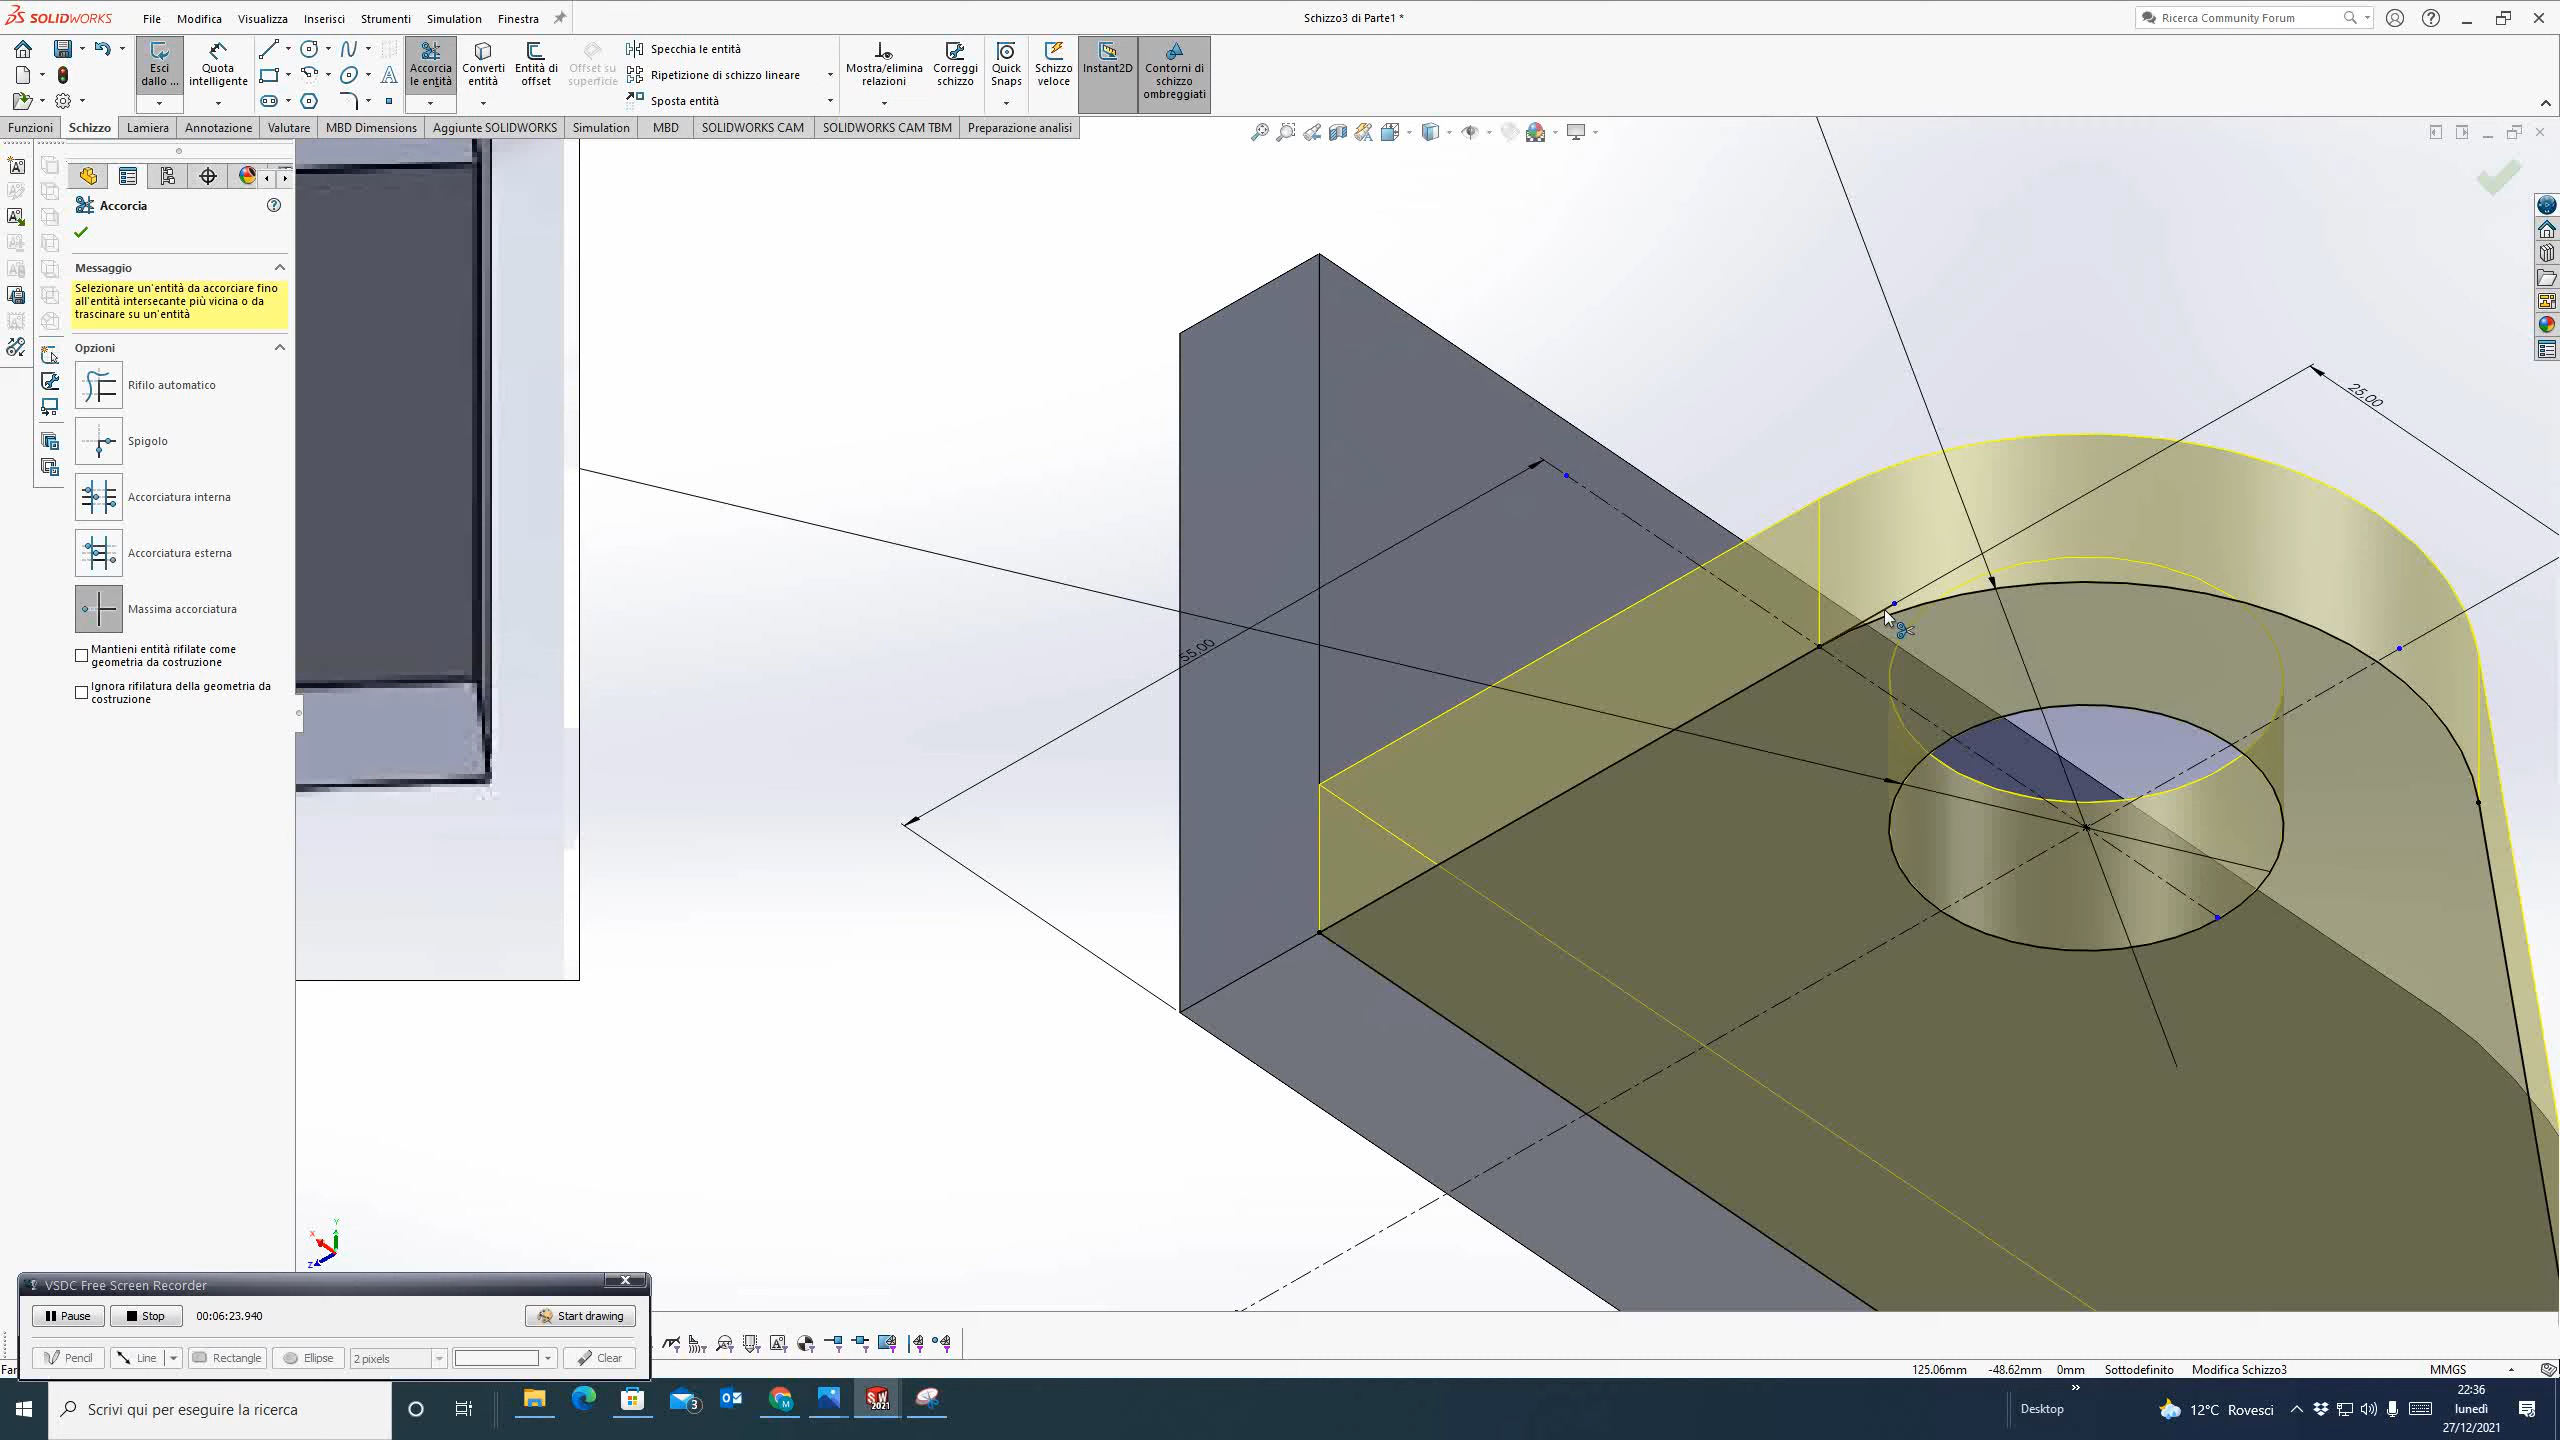 SOLIDWORKS
File
Modifica
Visualizza
Inserisci
Strumenti
Simulation
Finestra
Schizzo3 di Parte1 *
Ricerca Community Forum
Esci
dallo ...
Quota
intelligente
Accorcia
le entità
Converti
entità
Entità di
offset
Offset su
superficie
Specchia le entità
Ripetizione di schizzo lineare
Sposta entità
Mostra/elimina
relazioni
Correggi
schizzo
Quick
Snaps
Schizzo
veloce
Instant2D
Contorni di
schizzo
ombreggiati
Funzioni
Schizzo
Lamiera
Annotazione
Valutare
MBD Dimensions
Aggiunte SOLIDWORKS
Simulation
MBD
SOLIDWORKS CAM
SOLIDWORKS CAM TBM
Preparazione analisi
Accorcia
Messaggio
Selezionare un'entità da accorciare fino
all'entità intersecante più vicina o da
trascinare su un'entità
Opzioni
Rifilo automatico
Spigolo
Accorciatura interna
Accorciatura esterna
Massima accorciatura
Mantieni entità rifilate come
geometria da costruzione
Ignora rifilatura della geometria da
costruzione
25,00
55,00
Y
X
Z
VSDC Free Screen Recorder
X
Pause
Stop
00:06:23.940
Start drawing
Pencil
Line
Rectangle
Ellipse
2 pixels
Clear
125.06mm
-48.62mm
0mm
Sottodefinito
Modifica Schizzo3
MMGS
Scrivi qui per eseguire la ricerca
3
SW
2021
Desktop
12°C Rovesci
22:36
lunedì
27/12/2021